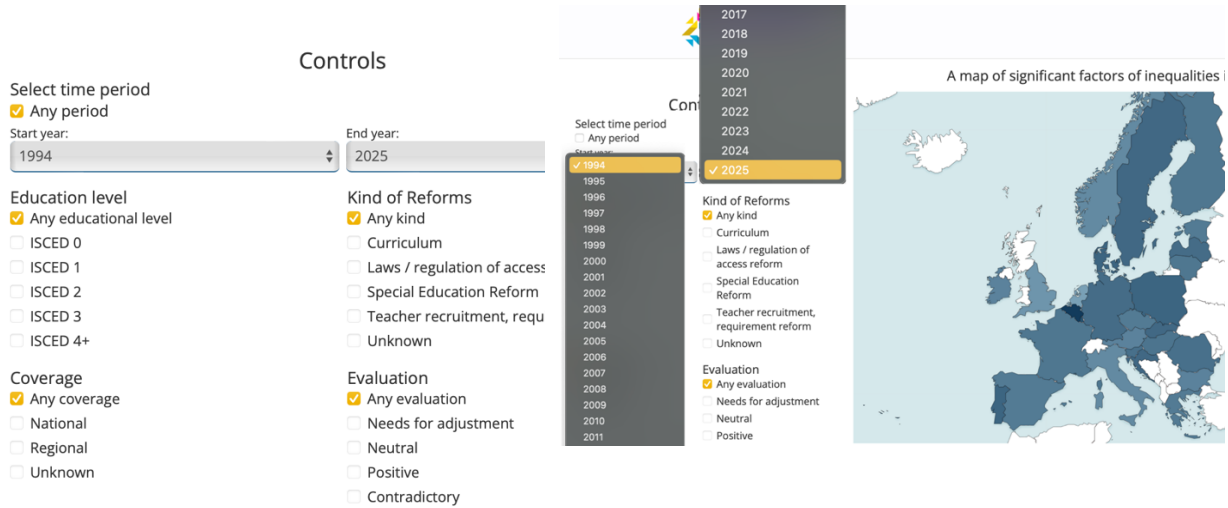 Controls
Select time period
Any period
Start year:
End year:
1994
2025
Education level
Any educational level
ISCED 0
ISCED 1
ISCED 2
ISCED 3
ISCED 4+
Kind of Reforms
Any kind
Curriculum
Laws / regulation of access
Special Education Reform
Teacher recruitment, requ
Unknown
Coverage
Any coverage
National
Regional
Unknown
Evaluation
Any evaluation
Needs for adjustment
Neutral
Positive
Contradictory
A map of significant factors of inequalities i
Cont
Select time period
Any period
Start year:
✓ 1994
1995
1996
1997
1998
1999
2000
2001
2002
2003
2004
2005
2006
2007
2008
2009
2010
2011
2017
2018
2019
2020
2021
2022
2023
2024
✓ 2025
Kind of Reforms
Any kind
Curriculum
Laws / regulation of
access reform
Special Education
Reform
Teacher recruitment,
requirement reform
Unknown
Evaluation
Any evaluation
Needs for adjustment
Neutral
Positive